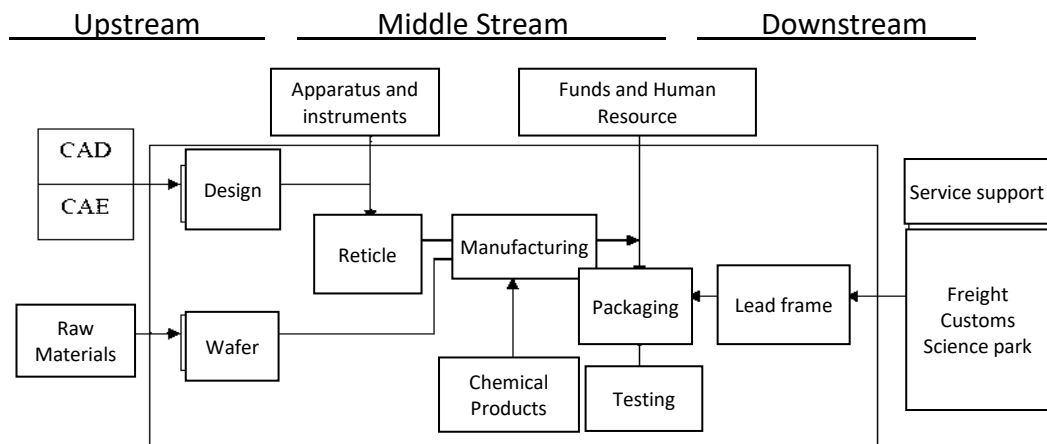 Upstream
Middle Stream
Downstream
Apparatus and
instruments
Funds and Human
Resource
CAD
CAE
Design
Service support
Reticle
Manufacturing
Packaging
Lead frame
Freight
Customs
Science park
Raw
Materials
Wafer
Chemical
Products
Testing